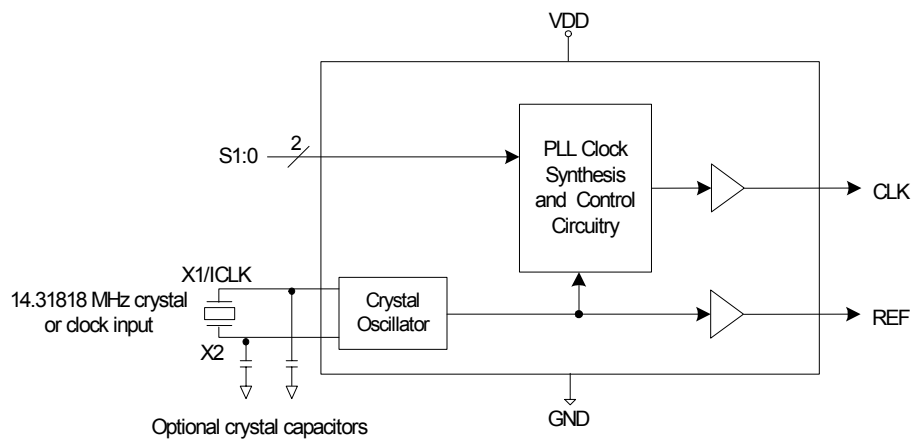 VDD
S1:0
2
PLL Clock
Synthesis
and Control
Circuitry
CLK
X1/ICLK
14.31818 MHz crystal
or clock input
X2
Crystal
Oscillator
REF
GND
Optional crystal capacitors